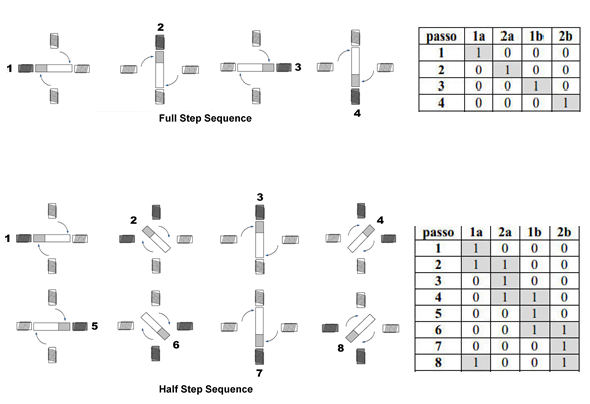 1
2
3
4
Full Step Sequence
passo 1a 2a 1b 2b
1 1 0 0 0
2 0 1 0 0
3 0 0 1 0
4 0 0 0 1
1
2
3
4
5
6
7
8
Half Step Sequence
passo 1a 2a 1b 2b
1 1 0 0 0
2 1 1 0 0
3 0 1 0 0
4 0 1 1 0
5 0 0 1 0
6 0 0 1 1
7 0 0 0 1
8 1 0 0 1